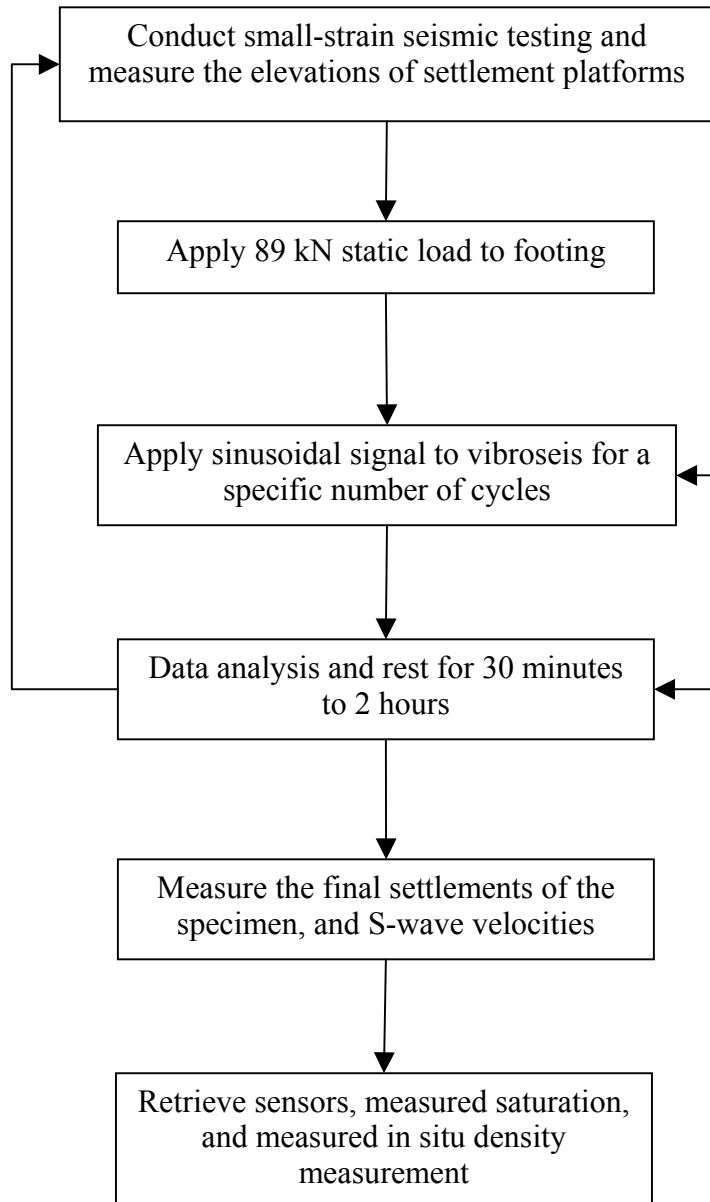 Conduct small-strain seismic testing and
measure the elevations of settlement platforms
Apply 89 kN static load to footing
Apply sinusoidal signal to vibroseis for a
specific number of cycles
Data analysis and rest for 30 minutes
to 2 hours
Measure the final settlements of the
specimen, and S-wave velocities
Retrieve sensors, measured saturation,
and measured in situ density
measurement